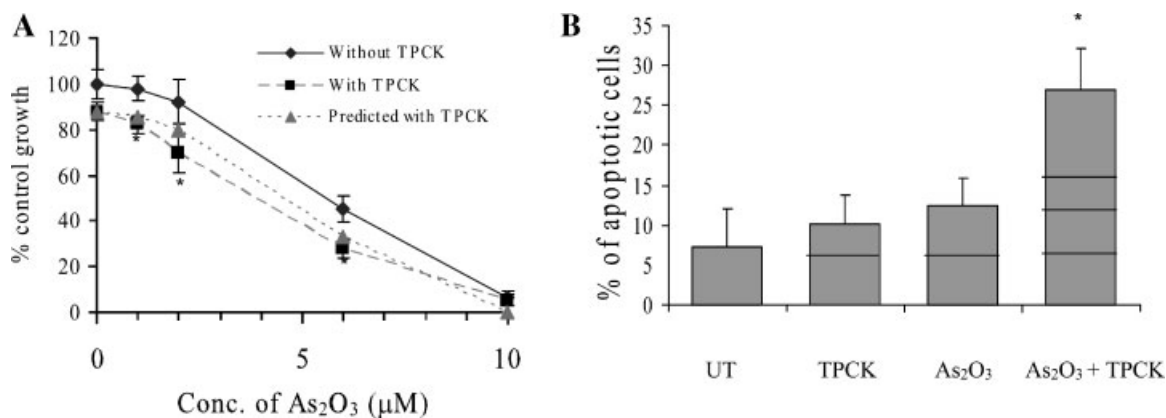 A
% control growth
120
100
80
60
40
20
0
Without TPCK
With TPCK
Predicted with TPCK
*
*
*
0 5 10
Conc. of As₂O₃ (μM)
B
% of apoptotic cells
35
30
25
20
15
10
5
0
*
UT TPCK As₂O₃ As₂O₃ + TPCK